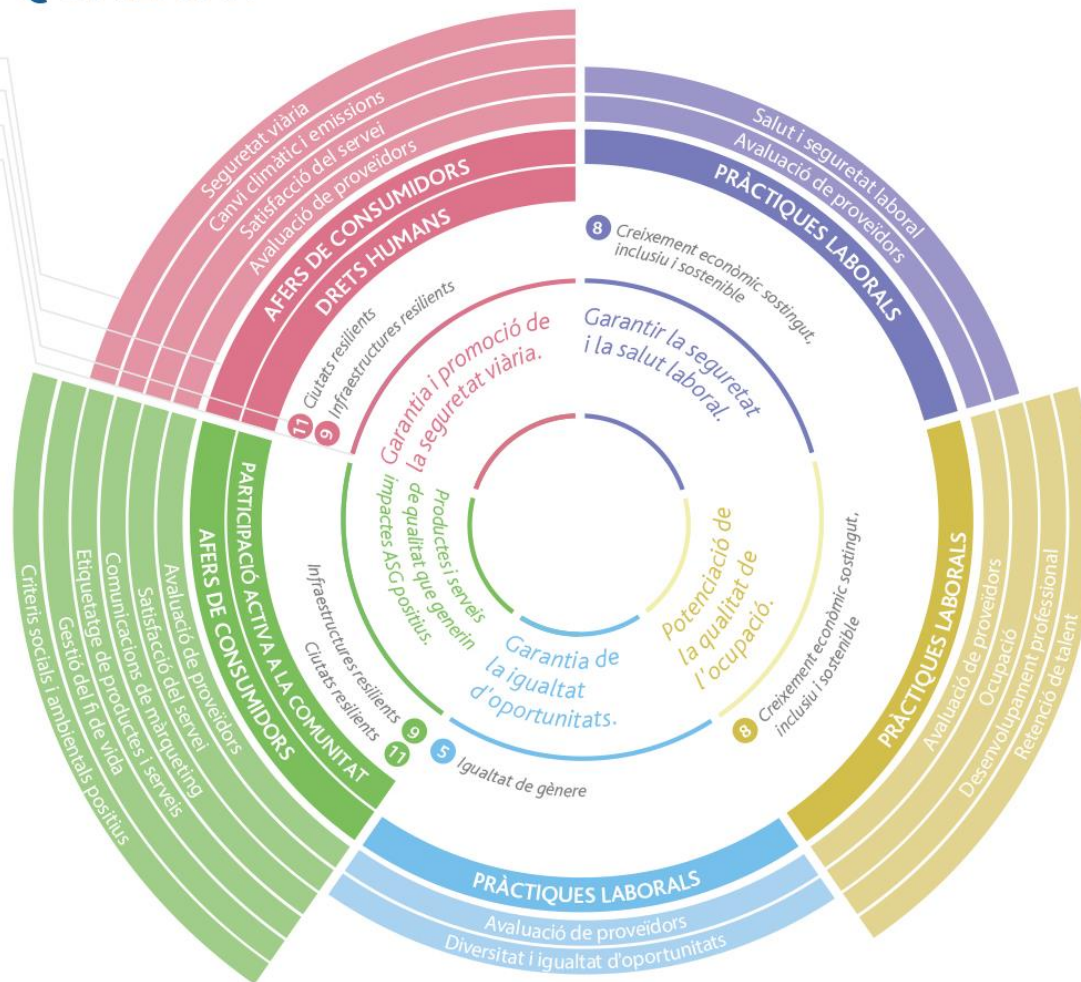 Seguretat viària
Canvi climàtic i emissions
Satisfacció del servei
Avaluació de proveïdors
AFERS DE CONSUMIDORS
DRETS HUMANS
11 Ciutats resilients
9 Infraestructures resilients
Garantia i promoció de
la seguretat viària.
Salut i seguretat laboral
Avaluació de proveïdors
PRÀCTIQUES LABORALS
8 Creixement econòmic sostingut,
inclusiu i sostenible
Garantir la seguretat
i la salut laboral.
Potenciació de
la qualitat de
l'ocupació.
8 Creixement econòmic sostingut,
inclusiu i sostenible
PRÀCTIQUES LABORALS
Avaluació de proveïdors
Ocupació
Desenvolupament professional
Retenció de talent
Garantia de
la igualtat
d'oportunitats.
5 Igualtat de gènere
PRÀCTIQUES LABORALS
Avaluació de proveïdors
Diversitat i igualtat d'oportunitats
Productes i serveis
de qualitat que generin
impactes ASG positius.
Infraestructures resilients 9
Ciutats resilients 11
PARTICIPACIÓ ACTIVA A LA COMUNITAT
AFERS DE CONSUMIDORS
Avaluació de proveïdors
Satisfacció del servei
Comunicacions de màrqueting
Etiquetatge de productes i serveis
Gestió del fi de vida
Criteris socials i ambientals positius